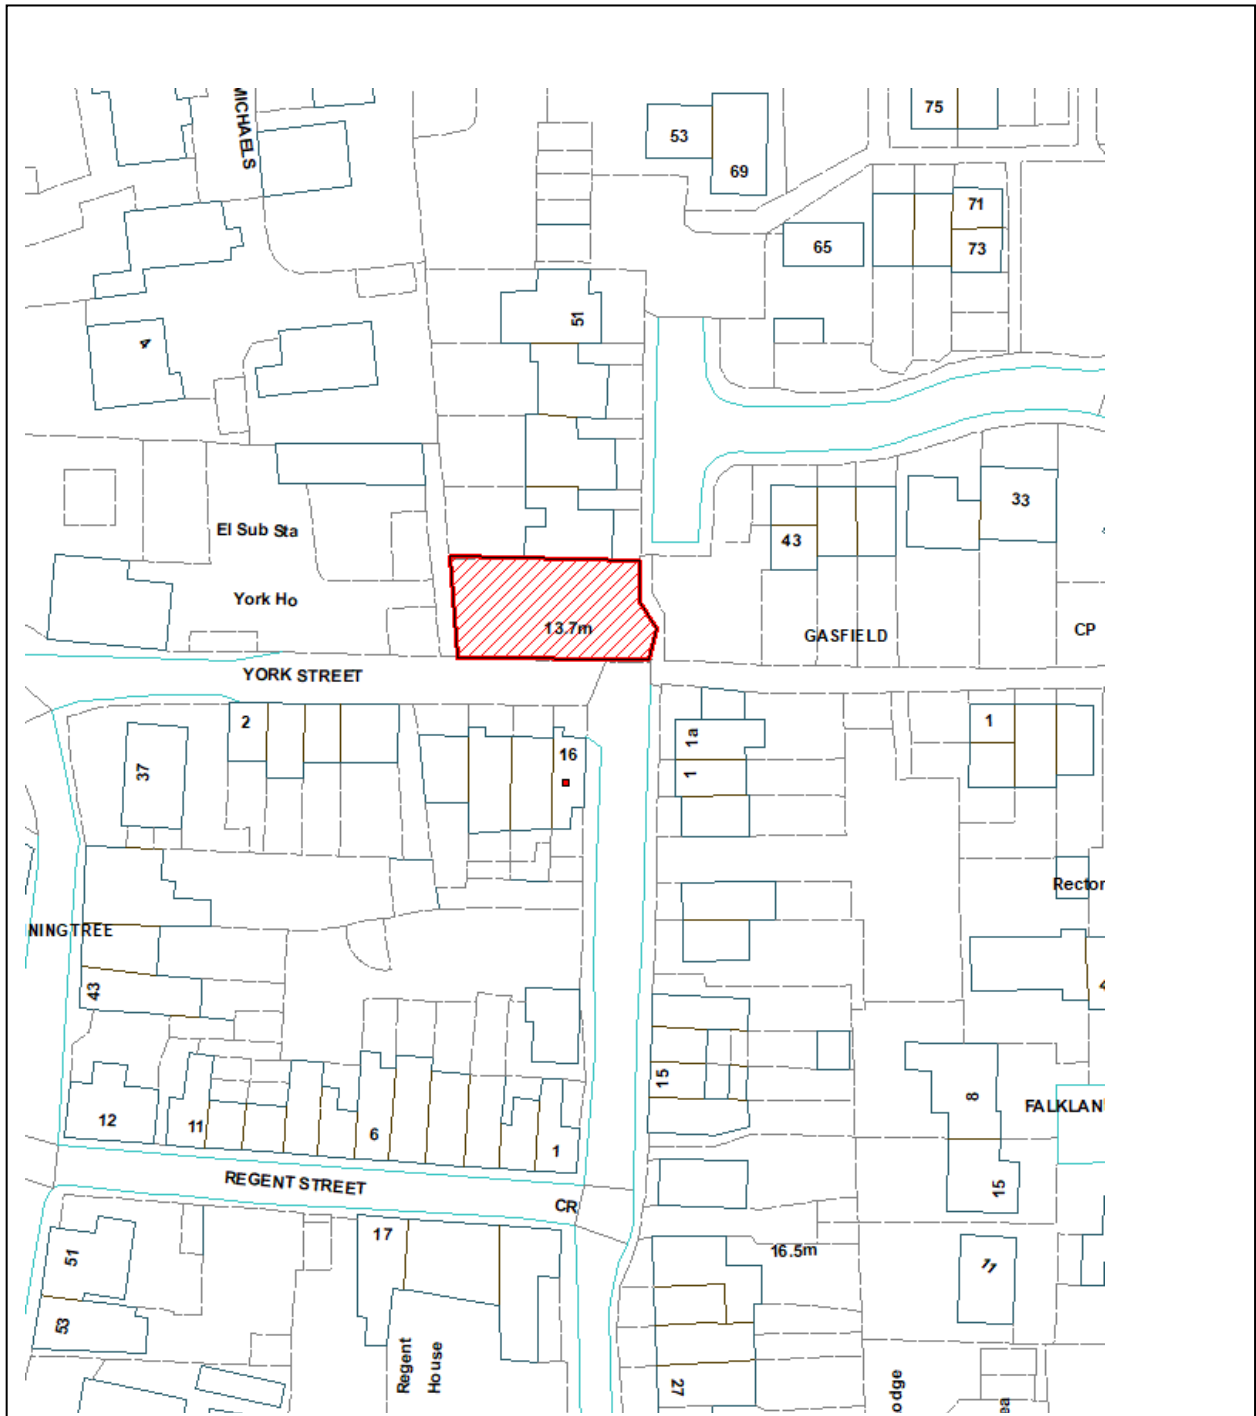 MICHAELS
75
53
69
71
65
73
51
4
33
El Sub Sta
43
York Ho
13.7m
GASFIELD
CP
YORK STREET
2
1a
1
16
37
1
NINGTREE
Rector
43
4
15
8
12
11
6
FALKLAN
1
REGENT STREET
15
CR
17
16.5m
51
11
53
Regent
House
27
odge
ea